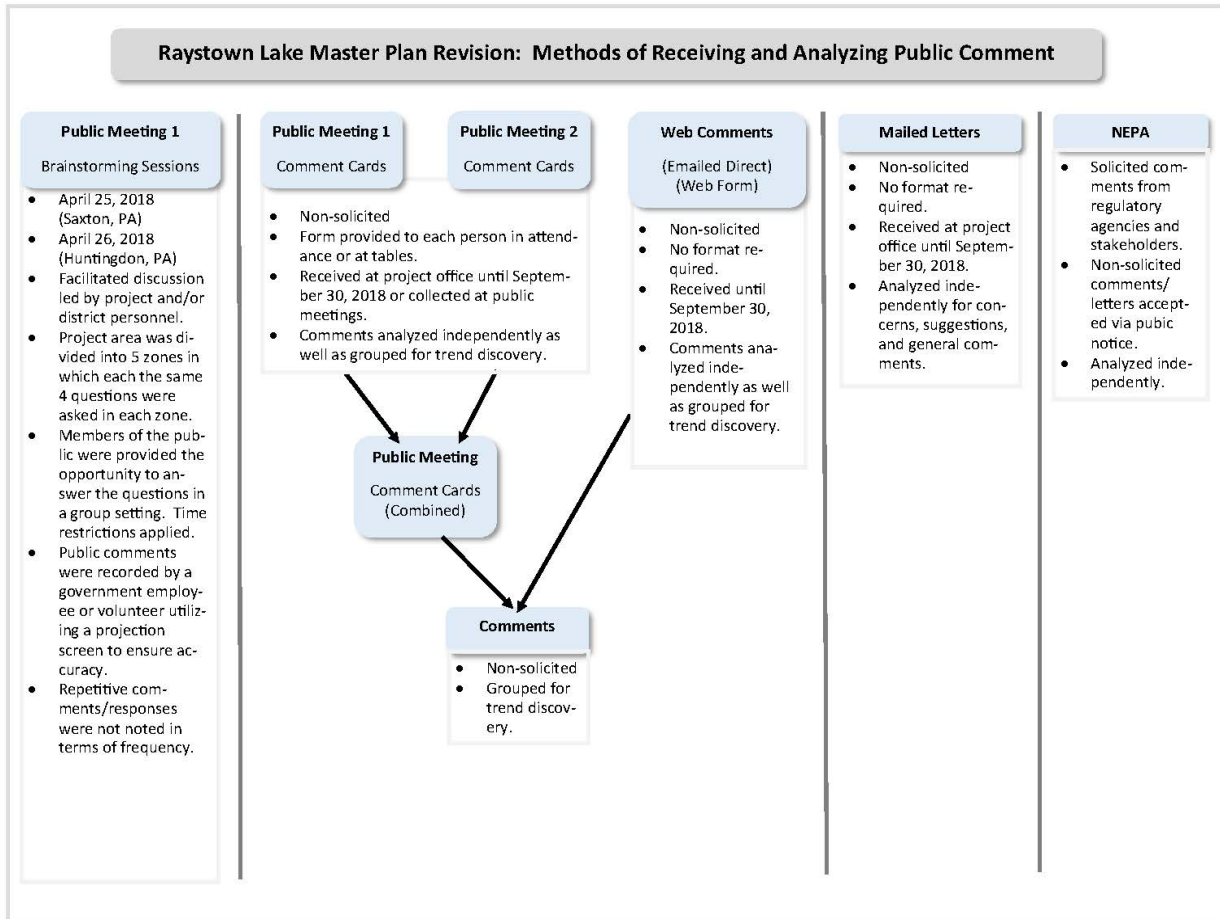 Raystown Lake Master Plan Revision: Methods of Receiving and Analyzing Public Comment
Public Meeting 1
Brainstorming Sessions
• April 25, 2018
(Saxton, PA)
• April 26, 2018
(Huntingdon, PA)
• Facilitated discussion
led by project and/or
district personnel.
• Project area was di-
vided into 5 zones in
which each the same
4 questions were
asked in each zone.
• Members of the pub-
lic were provided the
opportunity to an-
swer the questions in
a group setting. Time
restrictions applied.
• Public comments
were recorded by a
government employ-
ee or volunteer utiliz-
ing a projection
screen to ensure ac-
curacy.
• Repetitive com-
ments/responses
were not noted in
terms of frequency.
Public Meeting 1
Comment Cards
Public Meeting 2
Comment Cards
• Non-solicited
• Form provided to each person in attend-
ance or at tables.
• Received at project office until Septem-
ber 30, 2018 or collected at public
meetings.
• Comments analyzed independently as
well as grouped for trend discovery.
Public Meeting
Comment Cards
(Combined)
Comments
• Non-solicited
• Grouped for
trend discov-
ery.
Web Comments
(Emailed Direct)
(Web Form)
• Non-solicited
• No format re-
quired.
• Received until
September 30,
2018.
• Comments ana-
lyzed inde-
pendently as well
as grouped for
trend discovery.
Mailed Letters
• Non-solicited
• No format re-
quired.
• Received at project
office until Septem-
ber 30, 2018.
• Analyzed inde-
pendently for con-
cerns, suggestions,
and general com-
ments.
NEPA
• Solicited com-
ments from
regulatory
agencies and
stakeholders.
• Non-solicited
comments/
letters accept-
ed via pubic
notice.
• Analyzed inde-
pendently.